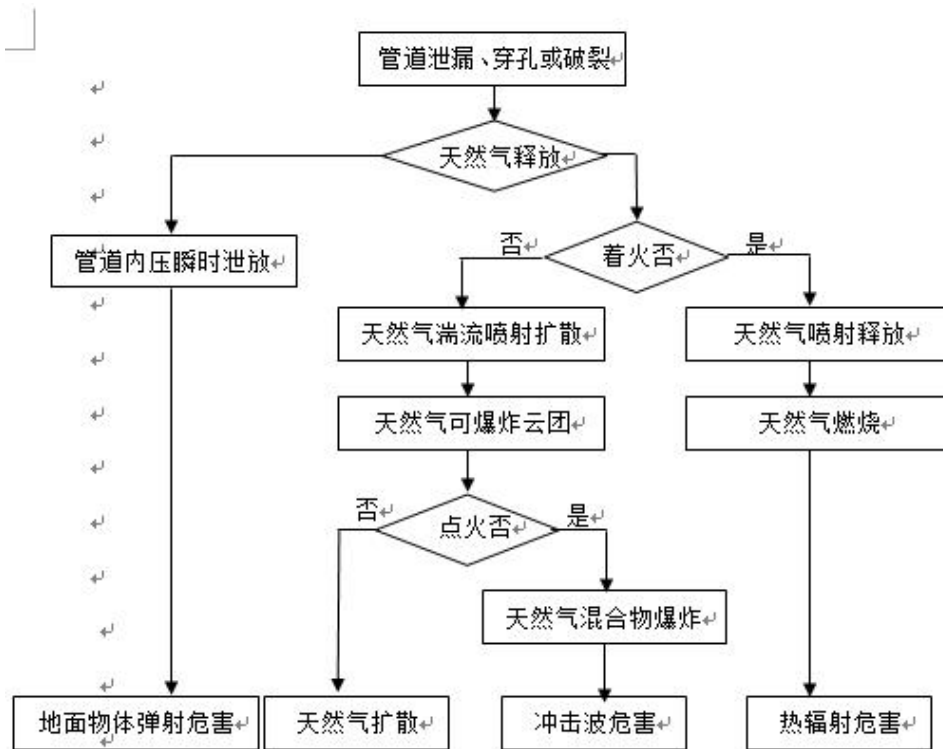 管道泄漏、穿孔或破裂
天然气释放
管道内压瞬时泄放
否
着火否
是
天然气湍流喷射扩散
天然气喷射释放
天然气可爆炸云团
天然气燃烧
否
点火否
是
天然气混合物爆炸
地面物体弹射危害
天然气扩散
冲击波危害
热辐射危害